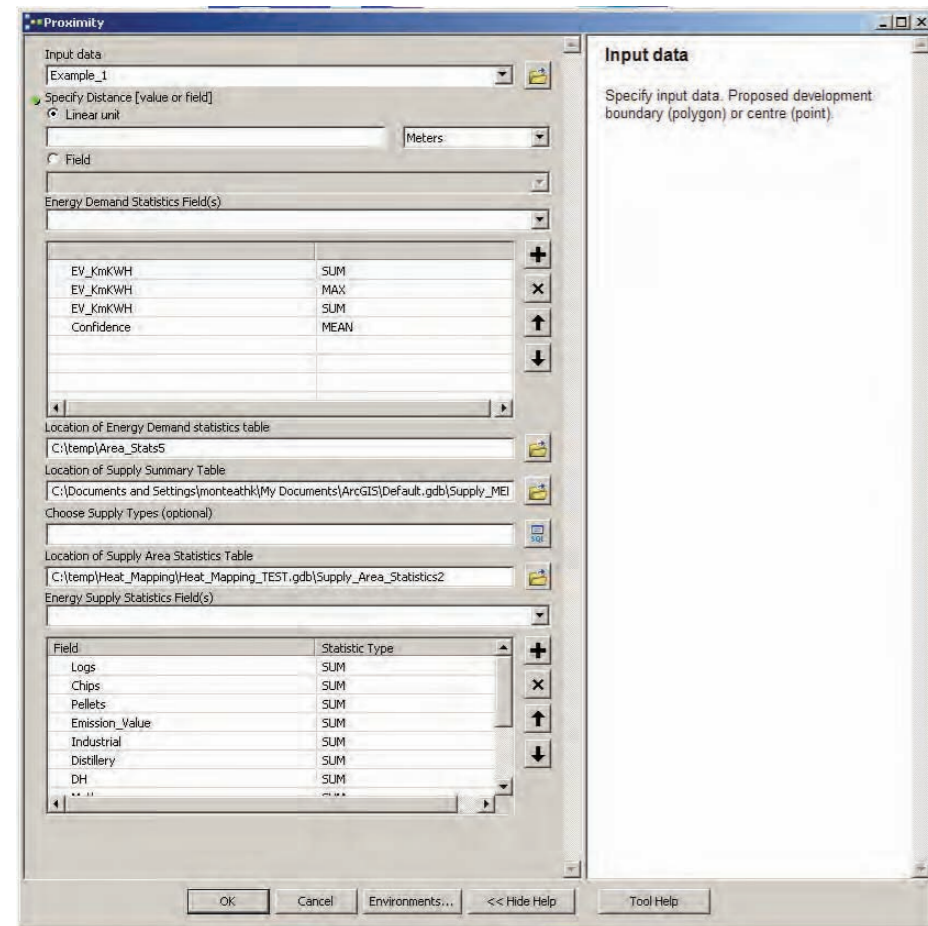 Proximity
Input data
Example_1
Specify Distance [value or field]
Linear unit
Meters
Field
Energy Demand Statistics Field(s)
EV_KmKWH SUM
EV_KmKWH MAX
EV_KmKWH SUM
Confidence MEAN
Location of Energy Demand statistics table
C:\temp\Area_Stats5
Location of Supply Summary Table
C:\Documents and Settings\monteathk\My Documents\ArcGIS\Default.gdb\Supply_MEI
Choose Supply Types (optional)
SQL
Location of Supply Area Statistics Table
C:\temp\Heat_Mapping\Heat_Mapping_TEST.gdb\Supply_Area_Statistics2
Energy Supply Statistics Field(s)
Field Statistic Type
Logs SUM
Chips SUM
Pellets SUM
Emission_Value SUM
Industrial SUM
Distillery SUM
DH SUM
OK Cancel Environments... << Hide Help Tool Help
Input data
Specify input data. Proposed development
boundary (polygon) or centre (point).